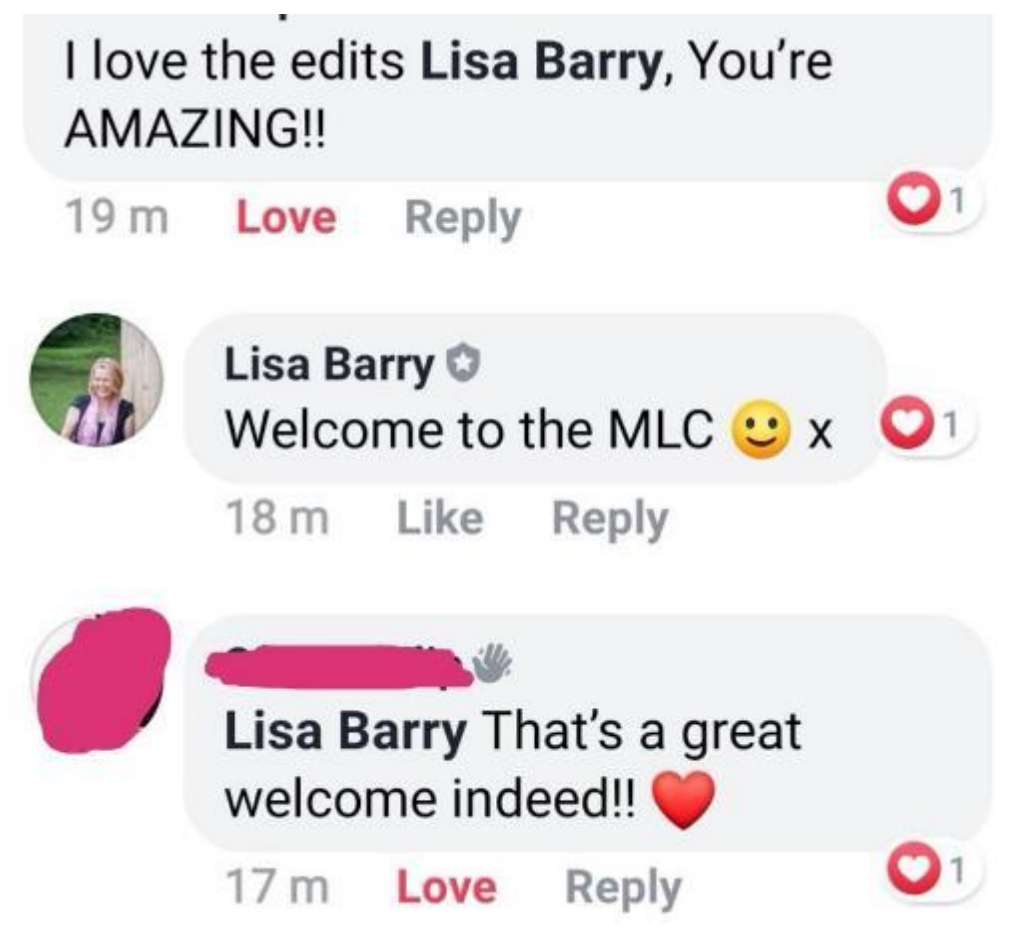 I love the edits Lisa Barry, You're
AMAZING!!
19 m Love Reply 1
Lisa Barry
Welcome to the MLC 🙂 x 1
18 m Like Reply
Lisa Barry That's a great
welcome indeed!! ❤️
17 m Love Reply 1